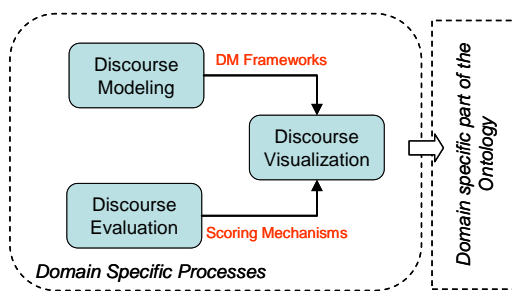 DM Frameworks
Discourse
Modeling
Discourse
Visualization
Discourse
Evaluation
Scoring Mechanisms
Domain Specific Processes
Domain specific part of the
Ontology